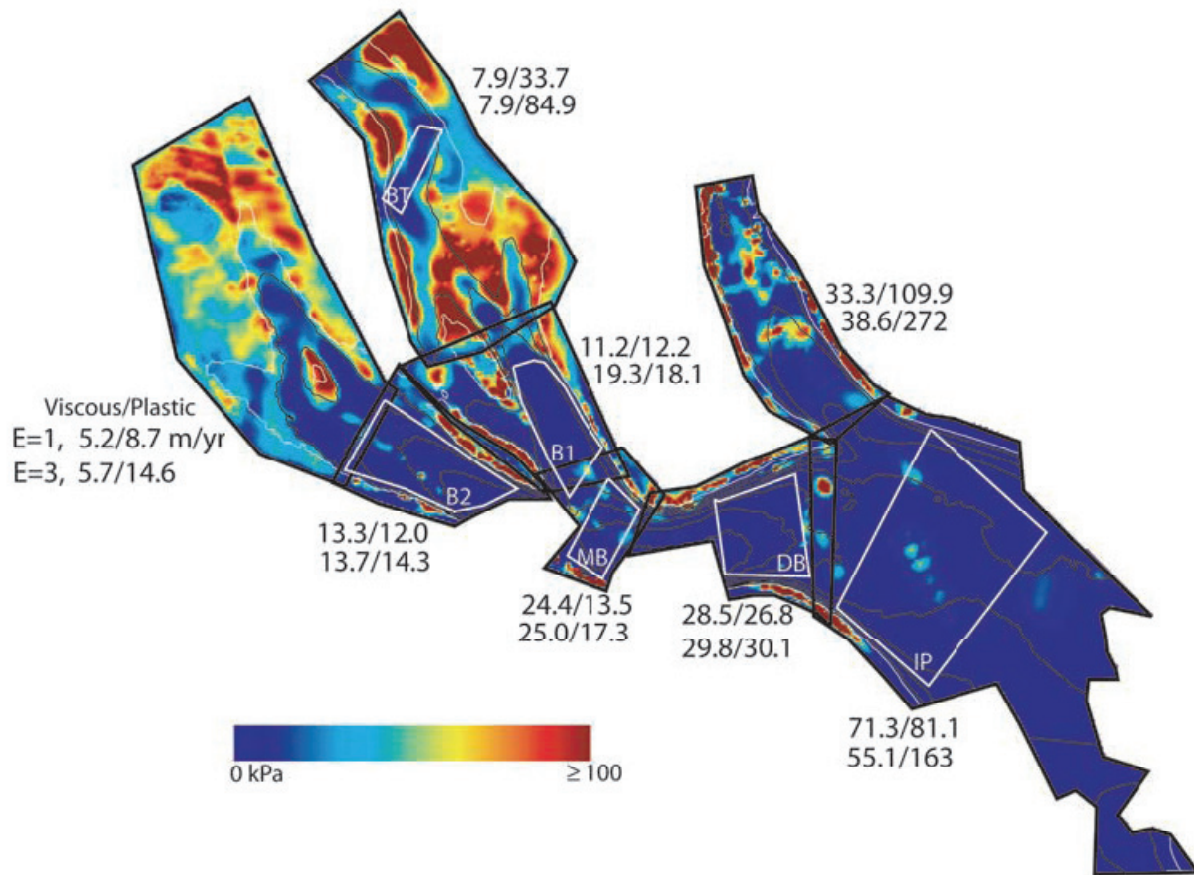 7.9/33.7
7.9/84.9
BT
33.3/109.9
38.6/272
11.2/12.2
19.3/18.1
Viscous/Plastic
E=1, 5.2/8.7 m/yr
E=3, 5.7/14.6
B1
B2
13.3/12.0
13.7/14.3
MB
DB
24.4/13.5
25.0/17.3
28.5/26.8
29.8/30.1
IP
71.3/81.1
55.1/163
0 kPa
≥100